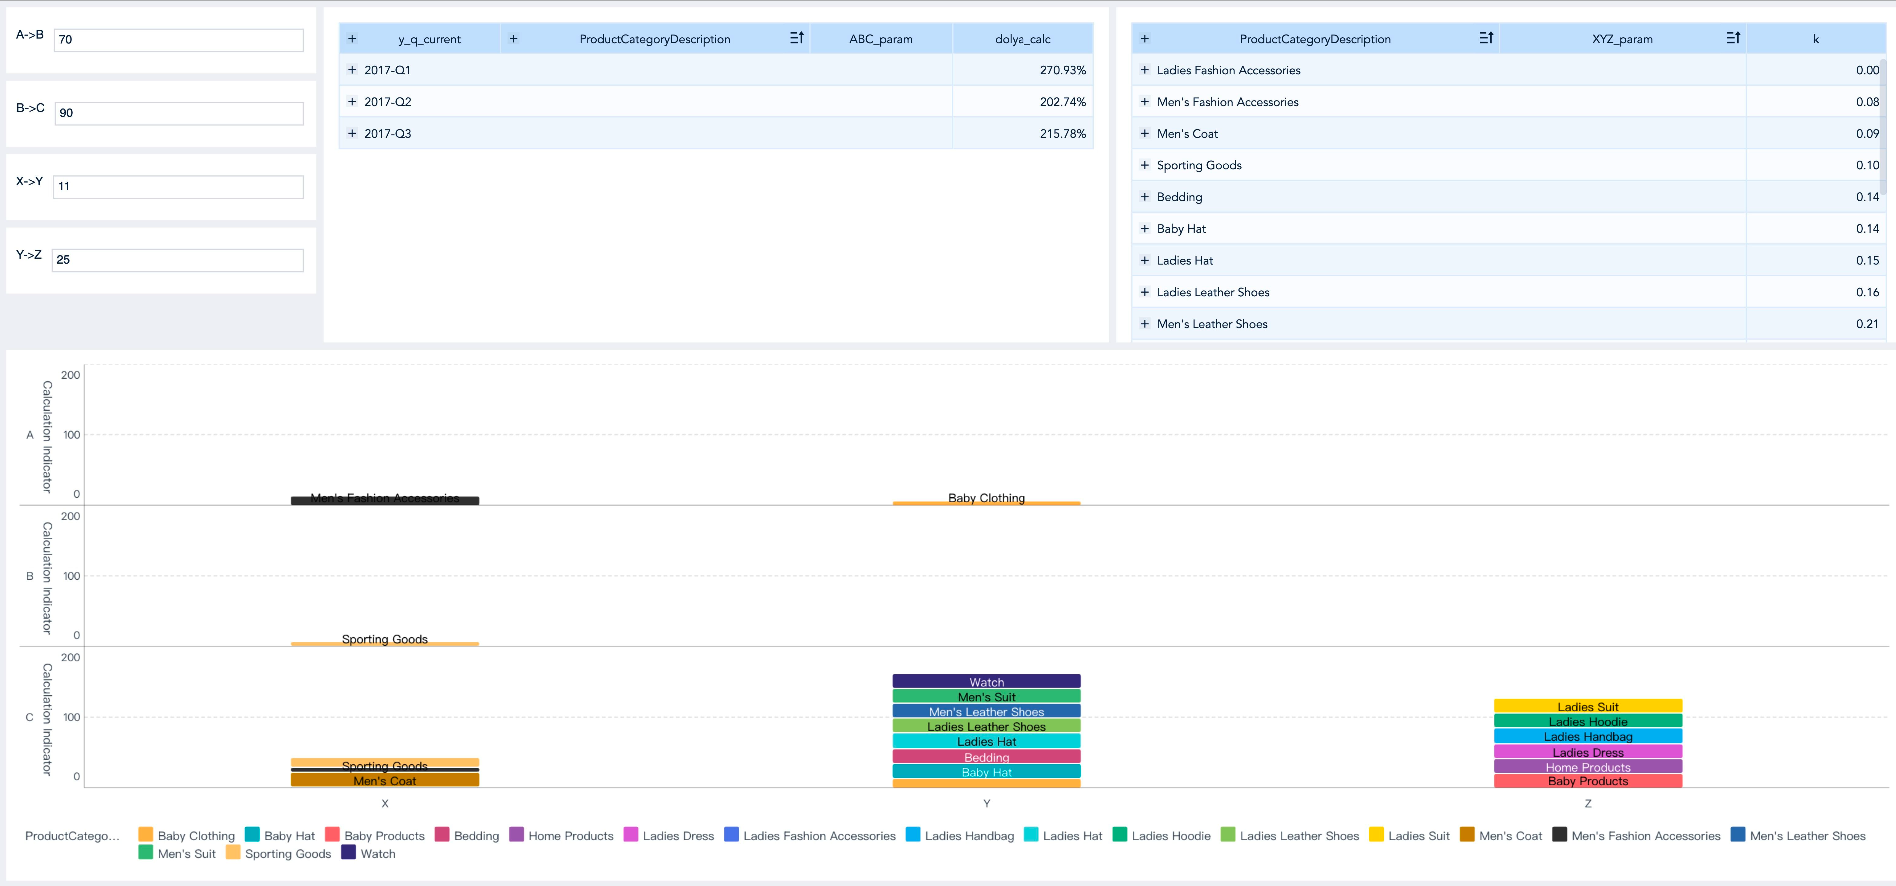 A->B 70
B->C 90
X->Y 11
Y->Z 25
+ y_q_current + ProductCategoryDescription ABC_param dolya_calc
+ 2017-Q1 270.93%
+ 2017-Q2 202.74%
+ 2017-Q3 215.78%
+ ProductCategoryDescription XYZ_param k
+ Ladies Fashion Accessories 0.00
+ Men's Fashion Accessories 0.08
+ Men's Coat 0.09
+ Sporting Goods 0.10
+ Bedding 0.14
+ Baby Hat 0.14
+ Ladies Hat 0.15
+ Ladies Leather Shoes 0.16
+ Men's Leather Shoes 0.21
A
Calculation Indicator
200
100
0
Men's Fashion Accessories
Baby Clothing
B
Calculation Indicator
200
100
0
Sporting Goods
C
Calculation Indicator
200
100
0
Sporting Goods
Men's Coat
Watch
Men's Suit
Men's Leather Shoes
Ladies Leather Shoes
Ladies Hat
Bedding
Baby Hat
Ladies Suit
Ladies Hoodie
Ladies Handbag
Ladies Dress
Home Products
Baby Products
X Y Z
ProductCatego... Baby Clothing Baby Hat Baby Products Bedding Home Products Ladies Dress Ladies Fashion Accessories Ladies Handbag Ladies Hat Ladies Hoodie Ladies Leather Shoes Ladies Suit Men's Coat Men's Fashion Accessories Men's Leather Shoes
Men's Suit Sporting Goods Watch